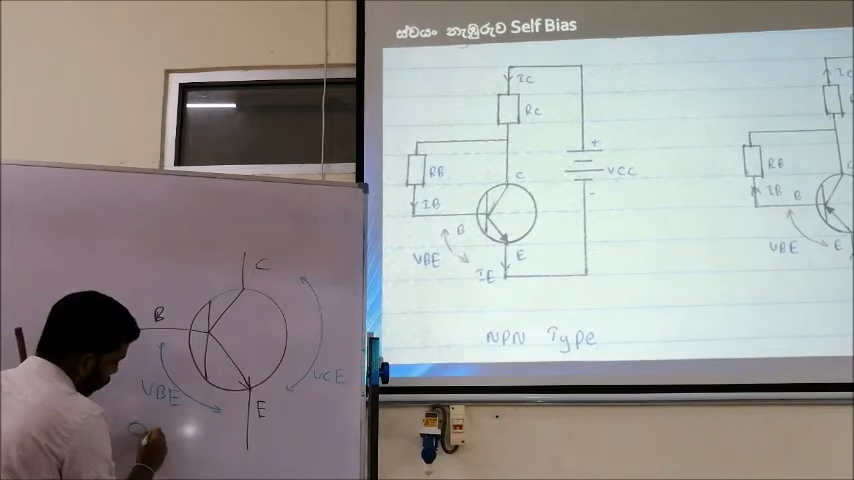 ස්වයං නැඹුරුව Self Bias
IC
RC
+
VCC
-
C
RB
IB
B
VBE
E
IE
NPN Type
IC
RB
IB
B
C
VBE
E
C
B
VBE
VCE
E